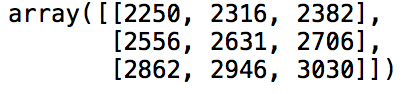 array([[2250, 2316, 2382],
[2556, 2631, 2706],
[2862, 2946, 3030]])